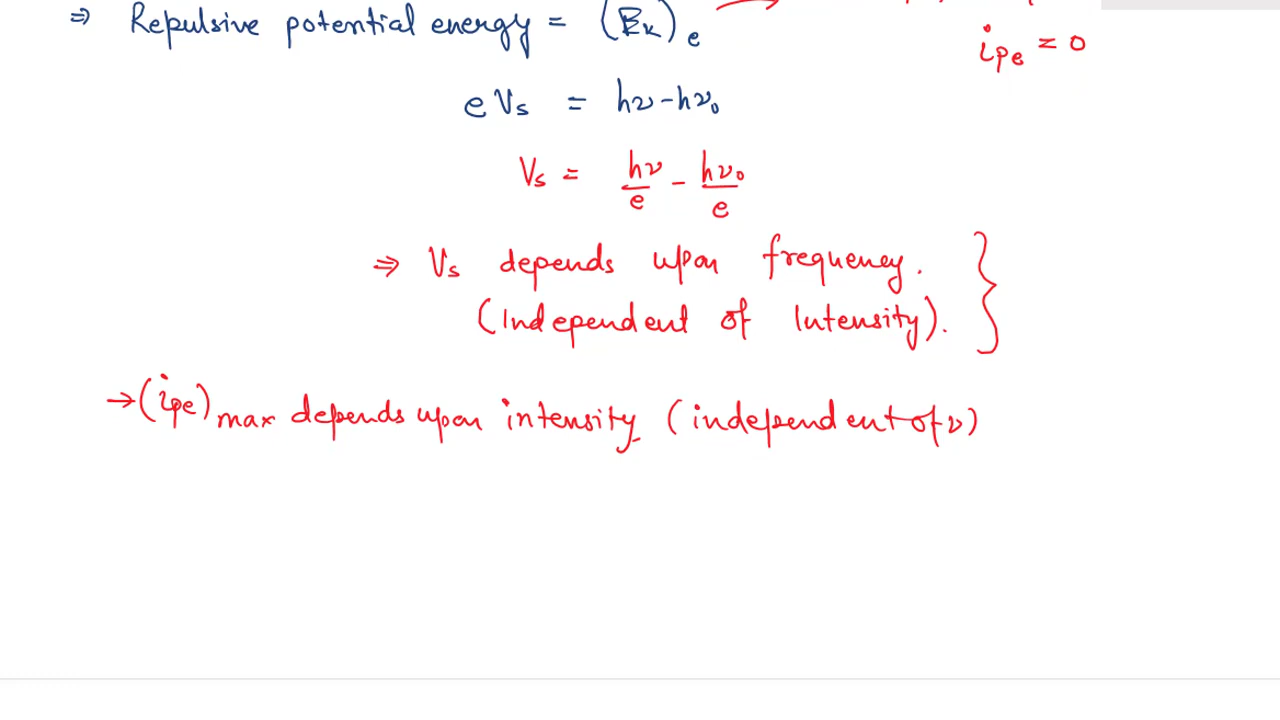 ⇒ Repulsive potential energy = (Ek)e →
ipe = 0
eVs = hν - hν₀
Vs = hν/e - hν₀/e
⇒ Vs depends upon frequency.
(Independent of Intensity).
→ (ipe)max depends upon intensity (independent of ν)